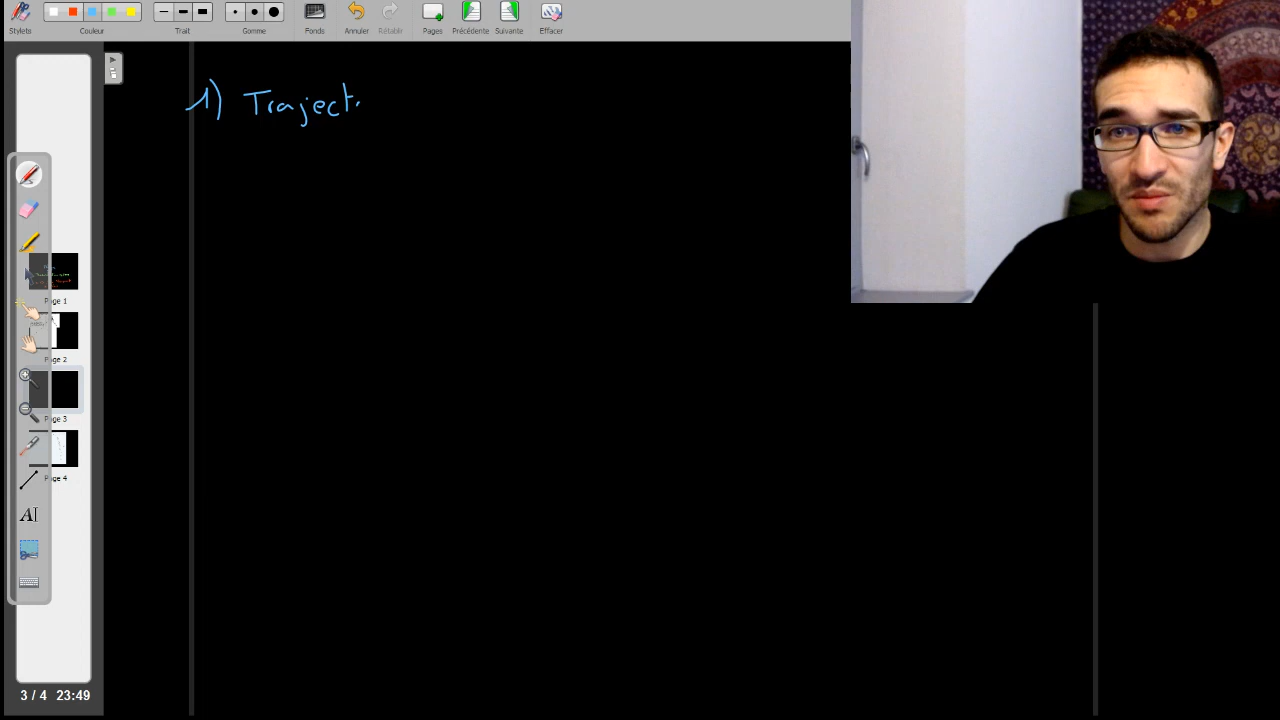 Stylets
Couleur
Trait
Gomme
Fonds
Annuler
Rétablir
Pages
Précédente
Suivante
Effacer
1) Traject
Page 1
Page 2
Page 3
Page 4
AI
3 / 4 23:49